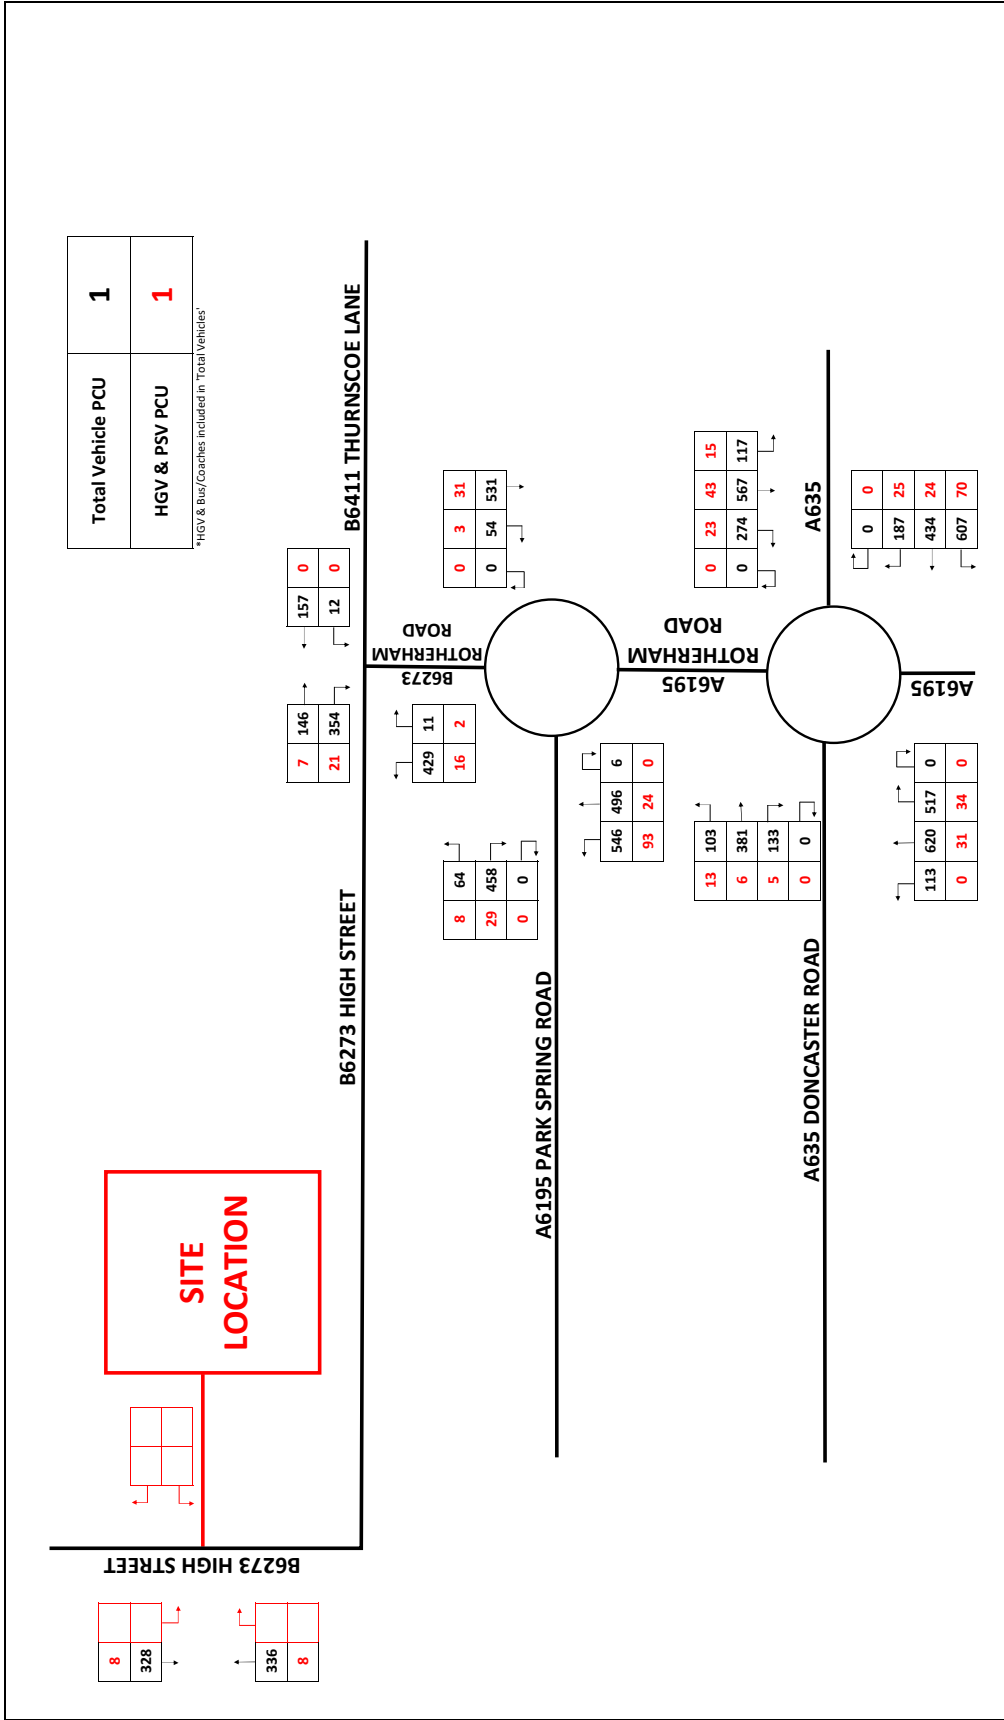 Total Vehicle PCU 1
HGV & PSV PCU 1
*HGV & Bus/Coaches included in 'Total Vehicles'
SITE
LOCATION
8
328
B6273 HIGH STREET
336
8
7 146
21 354
157 0
12 0
B6273 HIGH STREET
B6411 THURNSCOE LANE
429 11
16 2
B6273
ROTHERHAM
ROAD
0 3 31
0 54 531
8 64
29 458
0 0
A6195 PARK SPRING ROAD
546 496 6
93 24 0
A6195
ROTHERHAM
ROAD
0 23 43 15
0 274 567 117
13 103
6 381
5 133
0 0
A635 DONCASTER ROAD
A635
0 0
187 25
434 24
607 70
113 620 517 0
0 31 34 0
A6195